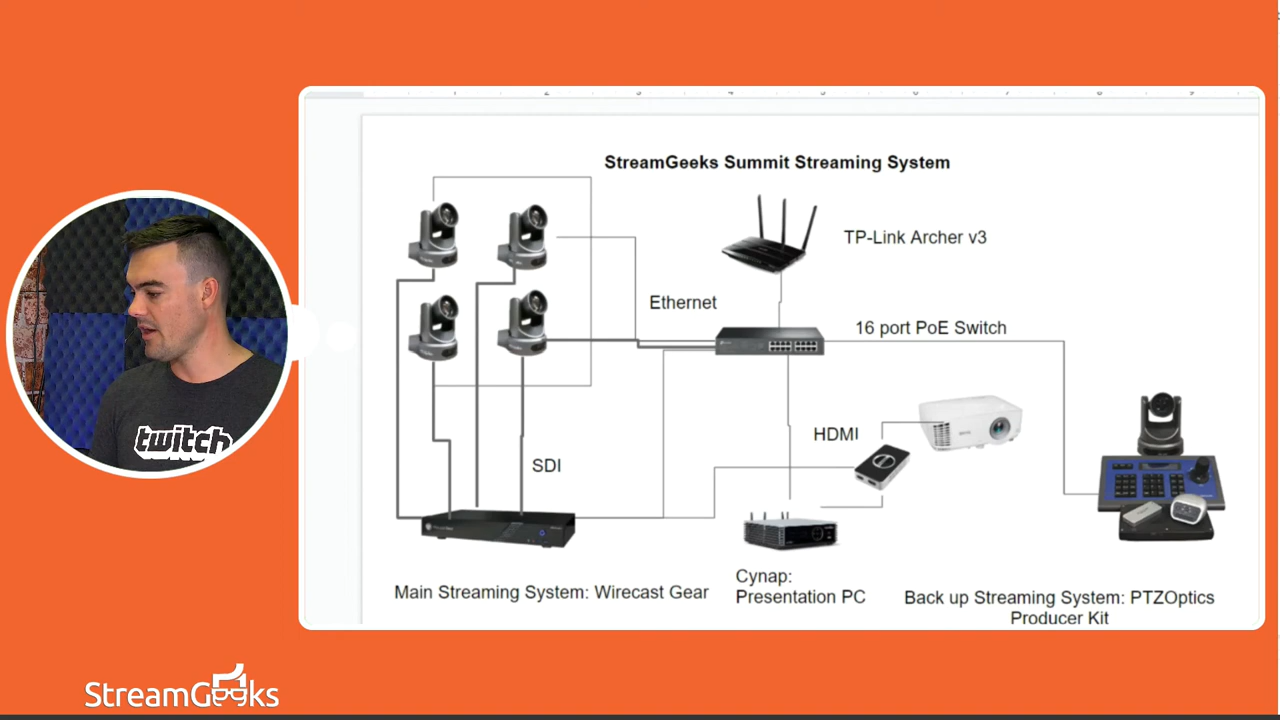 StreamGeeks Summit Streaming System
TP-Link Archer v3
Ethernet
16 port PoE Switch
HDMI
SDI
Main Streaming System: Wirecast Gear
Cynap:
Presentation PC
Back up Streaming System: PTZOptics
Producer Kit
twitch
StreamGeeks